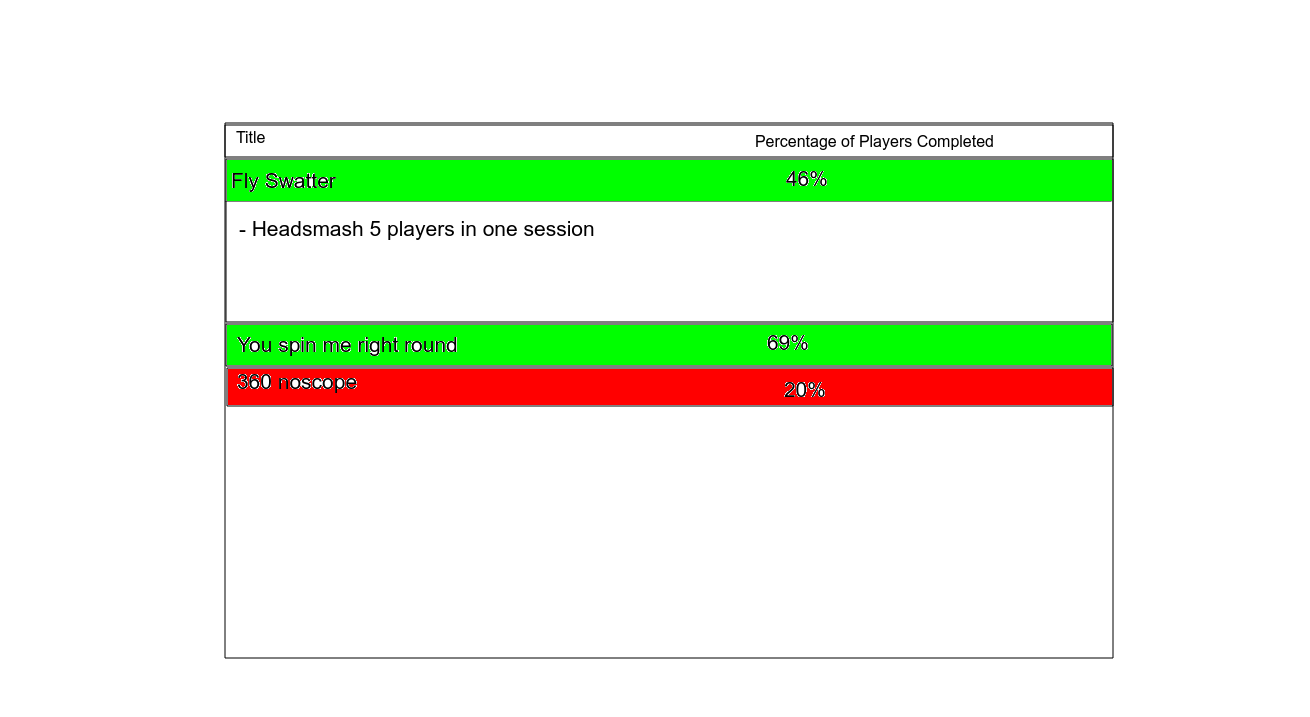 Title
Percentage of Players Completed
Fly Swatter
46%
- Headsmash 5 players in one session
You spin me right round
69%
360 noscope
20%